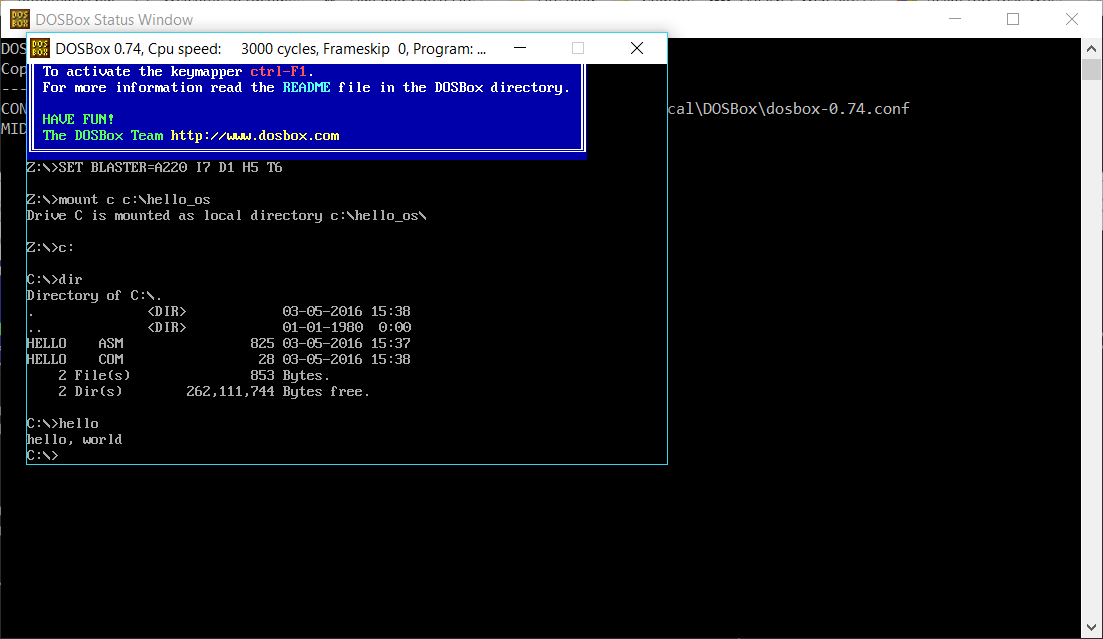 DOSBox Status Window
DOSBox 0.74, Cpu speed:     3000 cycles, Frameskip  0, Program: ...
DOS
Cop
---
CON
cal\DOSBox\dosbox-0.74.conf
MID
To activate the keymapper ctrl-F1.
For more information read the README file in the DOSBox directory.
HAVE FUN!
The DOSBox Team http://www.dosbox.com
Z:\>SET BLASTER=A220 I7 D1 H5 T6
Z:\>mount c c:\hello_os
Drive C is mounted as local directory c:\hello_os\
Z:\>c:
C:\>dir
Directory of C:\.
.              <DIR>            03-05-2016 15:38
..             <DIR>            01-01-1980  0:00
HELLO    ASM                825 03-05-2016 15:37
HELLO    COM                 28 03-05-2016 15:38
    2 File(s)               853 Bytes.
    2 Dir(s)        262,111,744 Bytes free.
C:\>hello
hello, world
C:\>